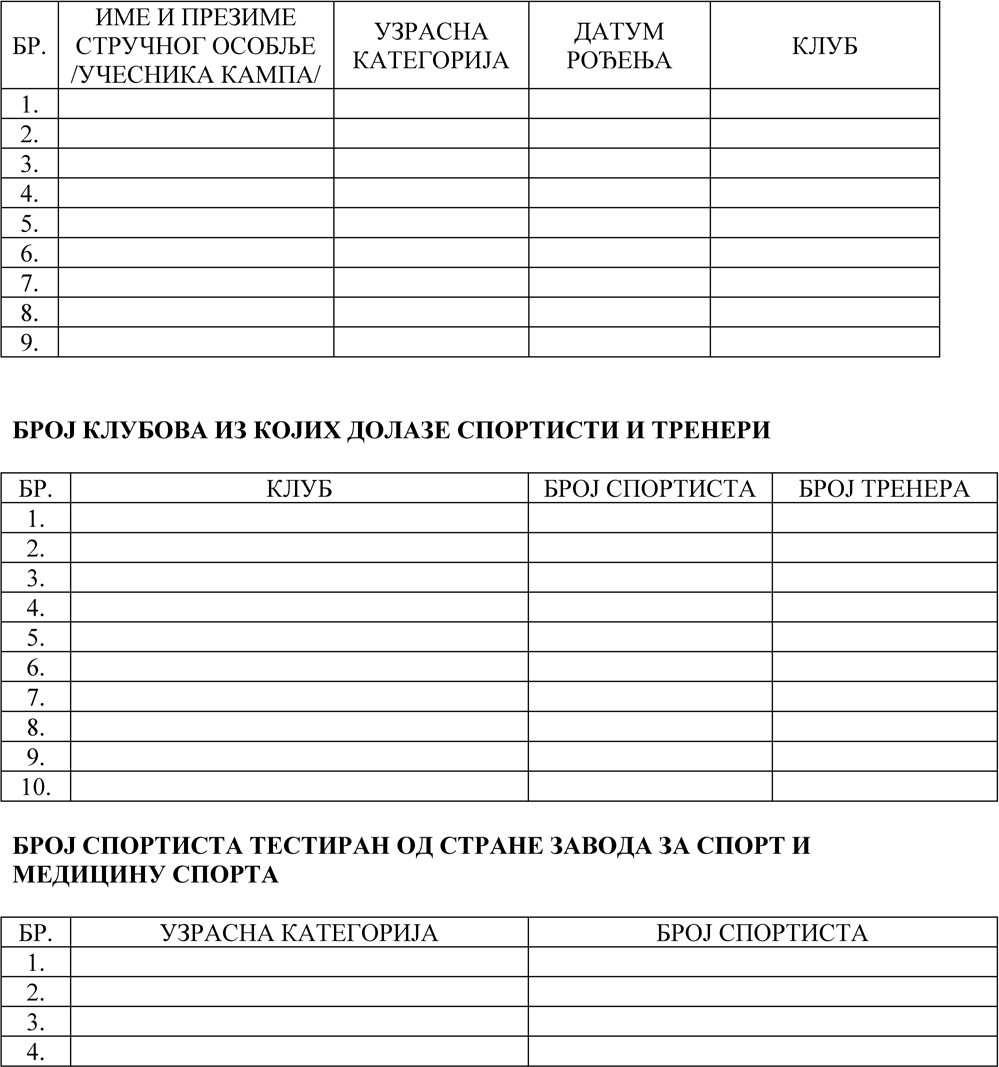 БР.
ИМЕ И ПРЕЗИМЕ
СТРУЧНОГ ОСОБЉЕ
/УЧЕСНИКА КАМПА/
УЗРАСНА
КАТЕГОРИЈА
ДАТУМ
РОЂЕЊА
КЛУБ
1.
2.
3.
4.
5.
6.
7.
8.
9.
БРОЈ КЛУБОВА ИЗ КОЈИХ ДОЛАЗЕ СПОРТИСТИ И ТРЕНЕРИ
БР. КЛУБ БРОЈ СПОРТИСТА БРОЈ ТРЕНЕРА
1.
2.
3.
4.
5.
6.
7.
8.
9.
10.
БРОЈ СПОРТИСТА ТЕСТИРАН ОД СТРАНЕ ЗАВОДА ЗА СПОРТ И
МЕДИЦИНУ СПОРТА
БР. УЗРАСНА КАТЕГОРИЈА БРОЈ СПОРТИСТА
1.
2.
3.
4.